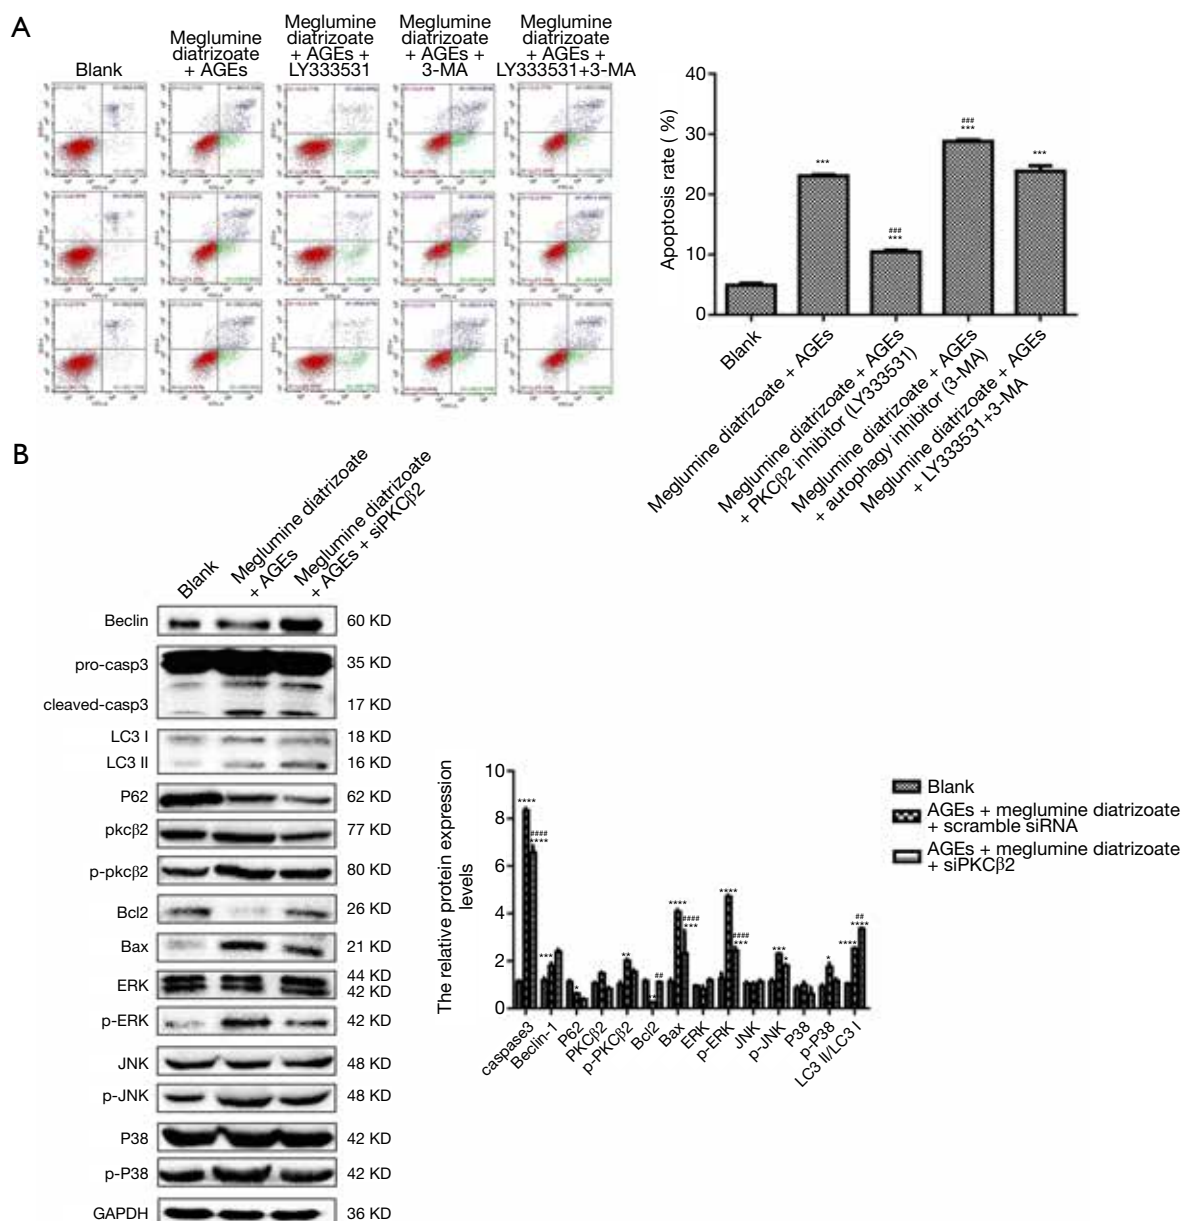 A
Blank
Meglumine
diatrizoate
+ AGEs
Meglumine
diatrizoate
+ AGEs +
LY333531
Meglumine
diatrizoate
+ AGEs +
3-MA
Meglumine
diatrizoate
+ AGEs +
LY333531+3-MA
Apoptosis rate ( %)
40
30
20
10
0
***
###
***
###
***
***
Blank
Meglumine diatrizoate + AGEs
Meglumine diatrizoate + AGEs
+ PKCβ2 inhibitor (LY333531)
Meglumine diatrizoate + AGEs
+ autophagy inhibitor (3-MA)
Meglumine diatrizoate + AGEs
+ LY333531+3-MA
B
Blank
Meglumine diatrizoate
+ AGEs
Meglumine diatrizoate
+ AGEs + siPKCβ2
Beclin 60 KD
pro-casp3 35 KD
cleaved-casp3 17 KD
LC3 I 18 KD
LC3 II 16 KD
P62 62 KD
pkcβ2 77 KD
p-pkcβ2 80 KD
Bcl2 26 KD
Bax 21 KD
ERK 44 KD
42 KD
p-ERK 42 KD
JNK 48 KD
p-JNK 48 KD
P38 42 KD
p-P38 42 KD
GAPDH 36 KD
The relative protein expression
levels
10
8
6
4
2
0
****
####
****
***
*
**
**
##
****
####
***
****
####
***
***
*
*
****
##
****
caspase3
Beclin-1
P62
PKCβ2
p-PKCβ2
Bcl2
Bax
ERK
p-ERK
JNK
p-JNK
P38
p-P38
LC3 II/LC3 I
Blank
AGEs + meglumine diatrizoate
+ scramble siRNA
AGEs + meglumine diatrizoate
+ siPKCβ2